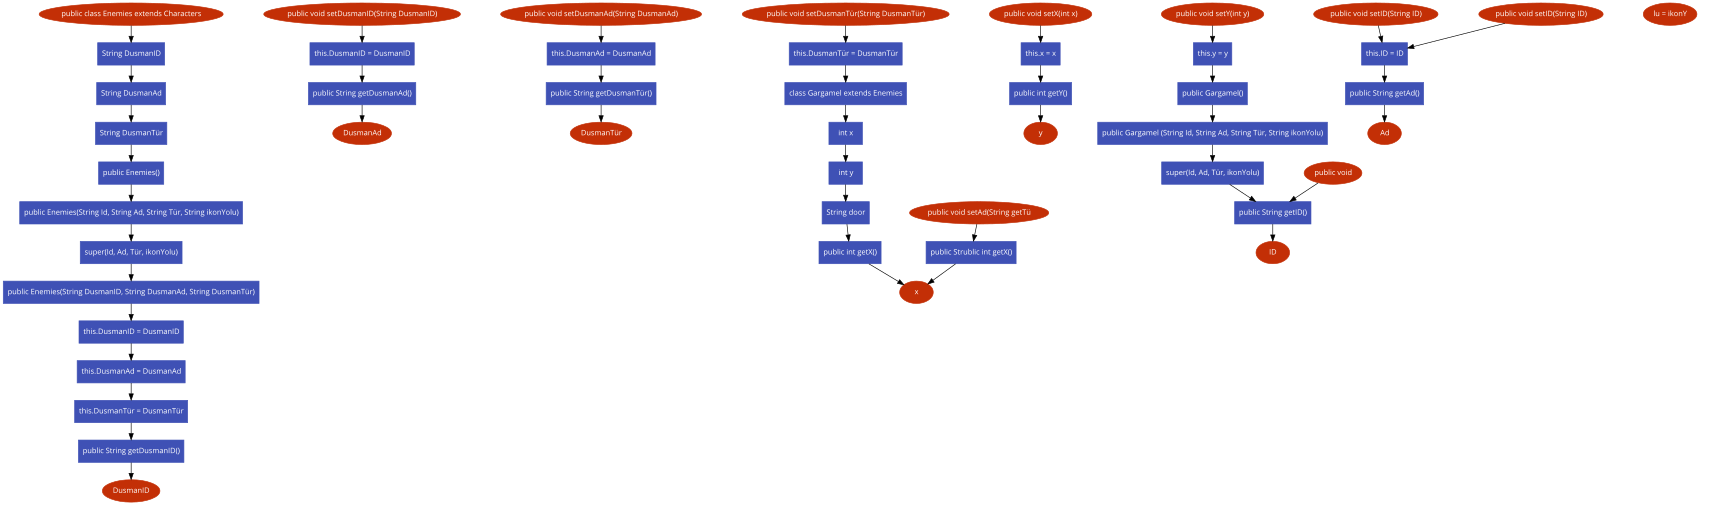 public class Enemies extends Characters
String DusmanID
String DusmanAd
String DusmanTür
public Enemies()
public Enemies(String Id, String Ad, String Tür, String ikonYolu)
super(Id, Ad, Tür, ikonYolu)
public Enemies(String DusmanID, String DusmanAd, String DusmanTür)
this.DusmanID = DusmanID
this.DusmanAd = DusmanAd
this.DusmanTür = DusmanTür
public String getDusmanID()
DusmanID
public void setDusmanID(String DusmanID)
this.DusmanID = DusmanID
public String getDusmanAd()
DusmanAd
public void setDusmanAd(String DusmanAd)
this.DusmanAd = DusmanAd
public String getDusmanTür()
DusmanTür
public void setDusmanTür(String DusmanTür)
this.DusmanTür = DusmanTür
class Gargamel extends Enemies
int x
int y
String door
public int getX()
public void setAd(String getTü
public Strublic int getX()
x
public void setX(int x)
this.x = x
public int getY()
y
public void setY(int y)
this.y = y
public Gargamel()
public Gargamel (String Id, String Ad, String Tür, String ikonYolu)
super(Id, Ad, Tür, ikonYolu)
public void
public String getID()
ID
public void setID(String ID)
public void setID(String ID)
this.ID = ID
public String getAd()
Ad
lu = ikonY